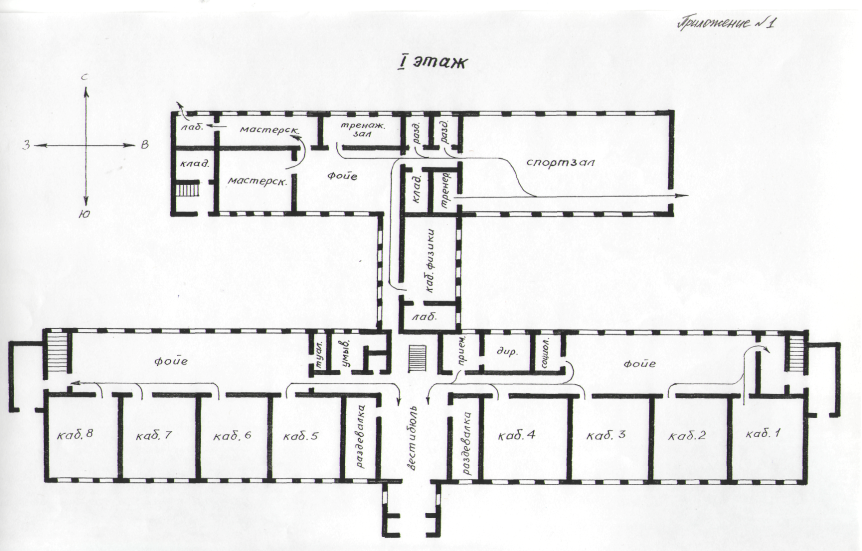 Приложение №1
I этаж
С
З
В
Ю
лаб.
мастерск.
тренаж.
зал
разд.
разд
спортзал
клад.
мастерск.
фойе
клад.
тренер.
каб. физики
лаб.
фойе
туал.
умыв.
прием.
дир.
социол.
фойе
каб. 8
каб. 7
каб. 6
каб. 5
раздевалка
вестибюль
раздевалка
каб. 4
каб. 3
каб. 2
каб. 1